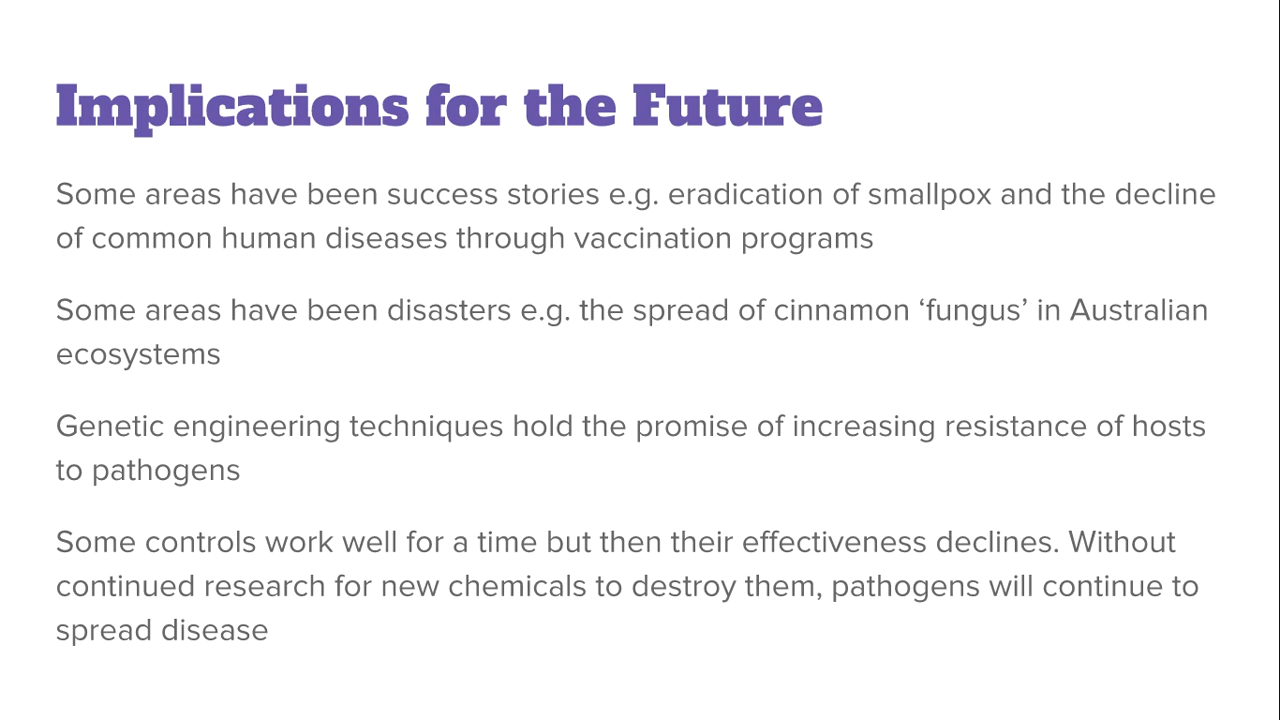 Implications for the Future
Some areas have been success stories e.g. eradication of smallpox and the decline
of common human diseases through vaccination programs
Some areas have been disasters e.g. the spread of cinnamon ‘fungus’ in Australian
ecosystems
Genetic engineering techniques hold the promise of increasing resistance of hosts
to pathogens
Some controls work well for a time but then their effectiveness declines. Without
continued research for new chemicals to destroy them, pathogens will continue to
spread disease